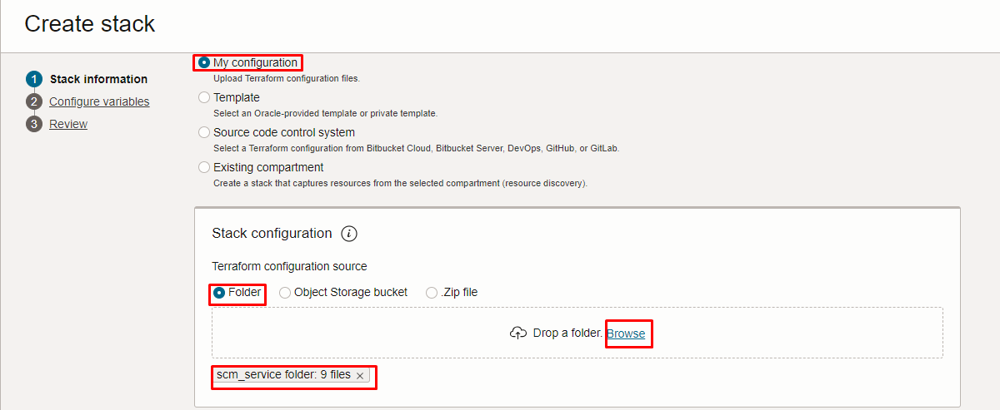 Create stack
1 Stack information
2 Configure variables
3 Review
My configuration
Upload Terraform configuration files.
Template
Select an Oracle-provided template or private template.
Source code control system
Select a Terraform configuration from Bitbucket Cloud, Bitbucket Server, DevOps, GitHub, or GitLab.
Existing compartment
Create a stack that captures resources from the selected compartment (resource discovery).
Stack configuration i
Terraform configuration source
Folder Object Storage bucket .Zip file
Drop a folder. Browse
scm_service folder: 9 files ×